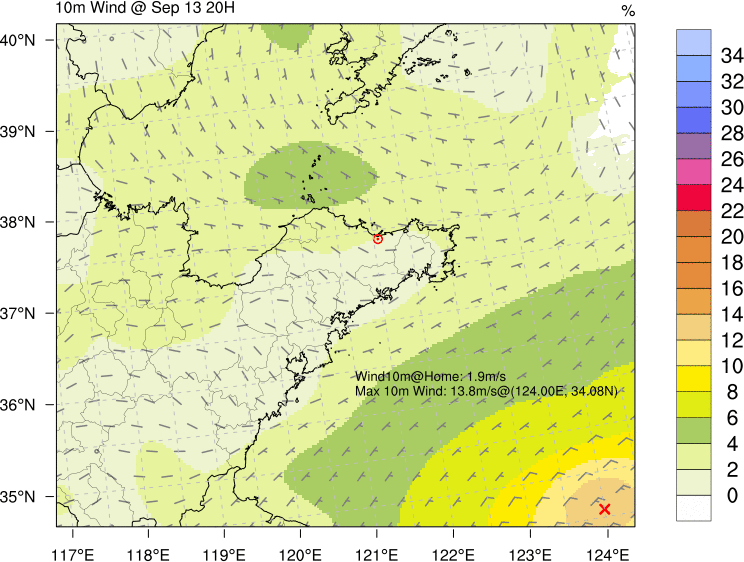 10m Wind @ Sep 13 20H
%
40°N
39°N
38°N
37°N
36°N
35°N
Wind10m@Home: 1.9m/s
Max 10m Wind: 13.8m/s@(124.00E, 34.08N)
117°E 118°E 119°E 120°E 121°E 122°E 123°E 124°E
34
32
30
28
26
24
22
20
18
16
14
12
10
8
6
4
2
0